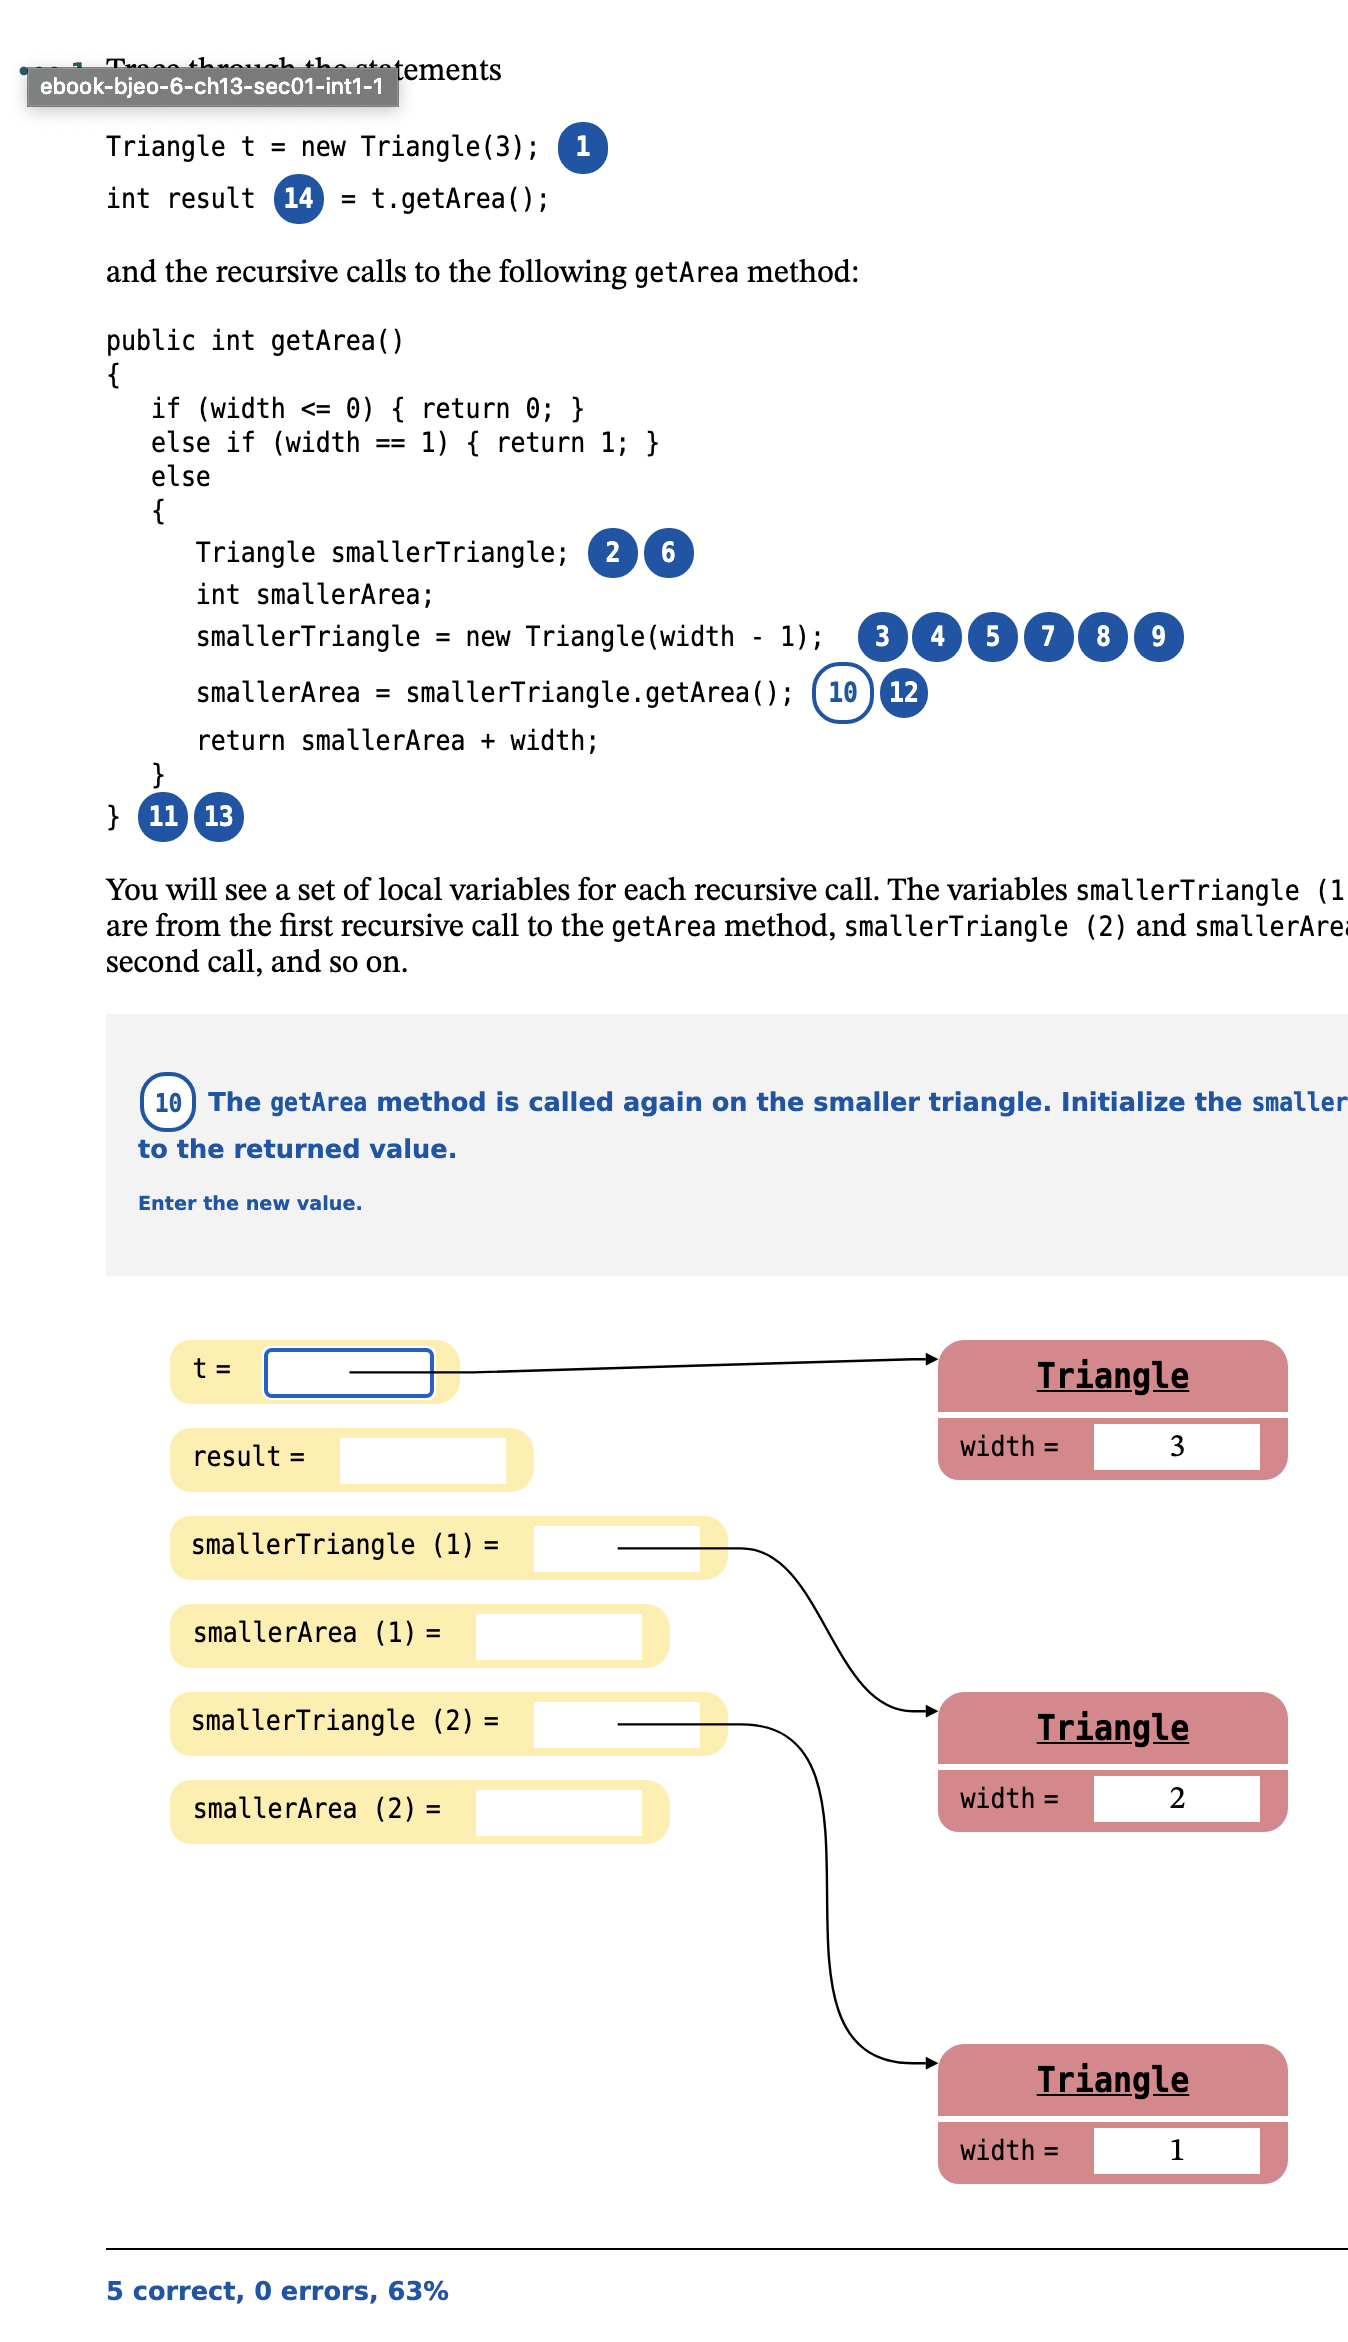 Trace through the statements
ebook-bjeo-6-ch13-sec01-int1-1
Triangle t = new Triangle(3); 1
int result 14 = t.getArea();
and the recursive calls to the following getArea method:
public int getArea()
{
if (width <= 0) { return 0; }
else if (width == 1) { return 1; }
else
{
Triangle smallerTriangle; 2 6
int smallerArea;
smallerTriangle = new Triangle(width - 1); 3 4 5 7 8 9
smallerArea = smallerTriangle.getArea(); 10 12
return smallerArea + width;
}
} 11 13
You will see a set of local variables for each recursive call. The variables smallerTriangle (1
are from the first recursive call to the getArea method, smallerTriangle (2) and smallerArea
second call, and so on.
10 The getArea method is called again on the smaller triangle. Initialize the smaller
to the returned value.
Enter the new value.
t =
Triangle
width = 3
result =
smallerTriangle (1) =
smallerArea (1) =
smallerTriangle (2) =
Triangle
width = 2
smallerArea (2) =
Triangle
width = 1
5 correct, 0 errors, 63%